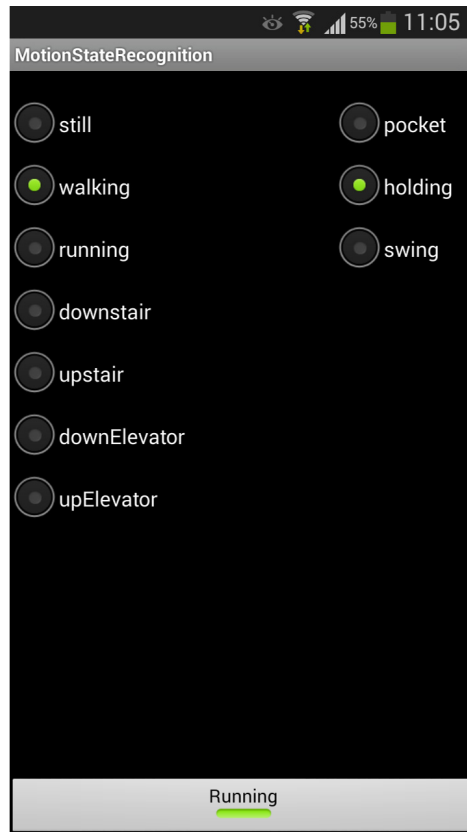 55% 11:05
MotionStateRecognition
still pocket
walking holding
running swing
downstair
upstair
downElevator
upElevator
Running